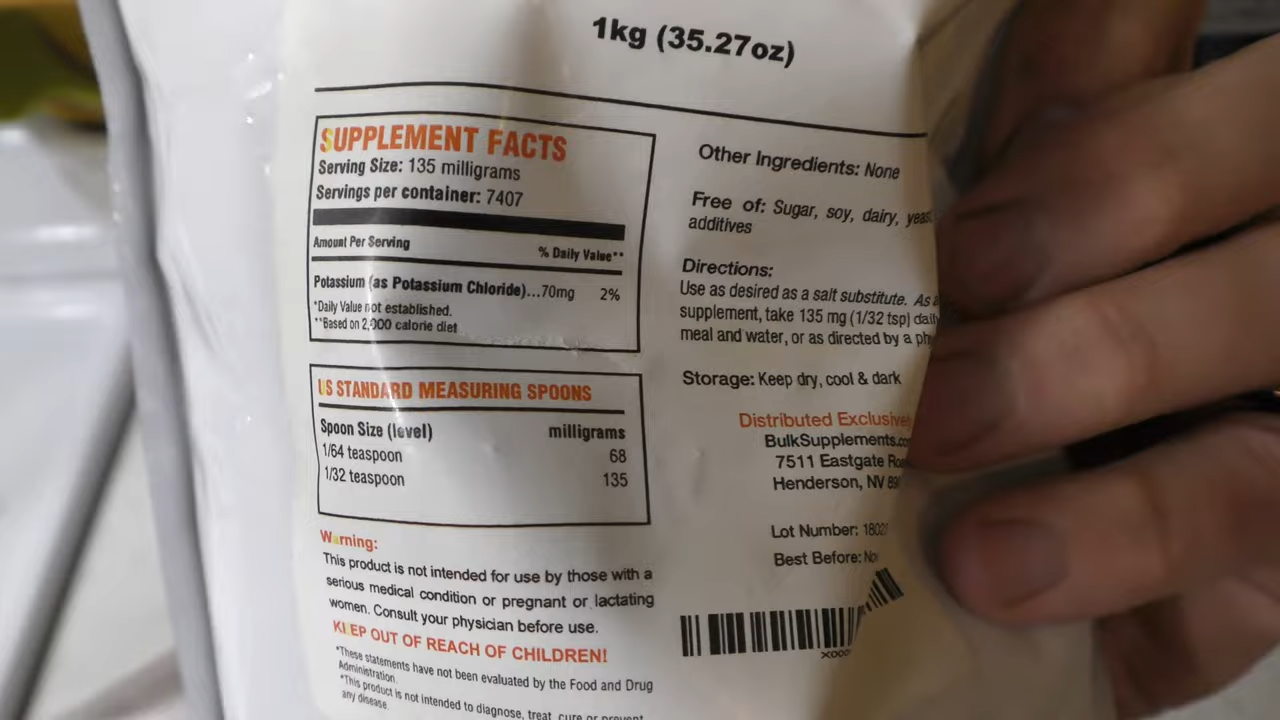 1kg (35.27oz)
SUPPLEMENT FACTS
Serving Size: 135 milligrams
Servings per container: 7407
Amount Per Serving
% Daily Value**
Potassium (as Potassium Chloride)...70mg 2%
*Daily Value not established.
**Based on 2,000 calorie diet
US STANDARD MEASURING SPOONS
Spoon Size (level) milligrams
1/64 teaspoon 68
1/32 teaspoon 135
Warning:
This product is not intended for use by those with a
serious medical condition or pregnant or lactating
women. Consult your physician before use.
KEEP OUT OF REACH OF CHILDREN!
*These statements have not been evaluated by the Food and Drug
Administration.
*This product is not intended to diagnose, treat, cure or prevent
any disease.
Other Ingredients: None
Free of: Sugar, soy, dairy,
additives
Directions:
Use as desired as a salt substitute. As
supplement, take 135 mg (1/32 tsp)
meal and water, or as directed by a
Storage: Keep dry, cool & dark
Distributed
BulkSupplements.co
7511 Eastgate
Henderson, NV
Lot Number:
Best Before: